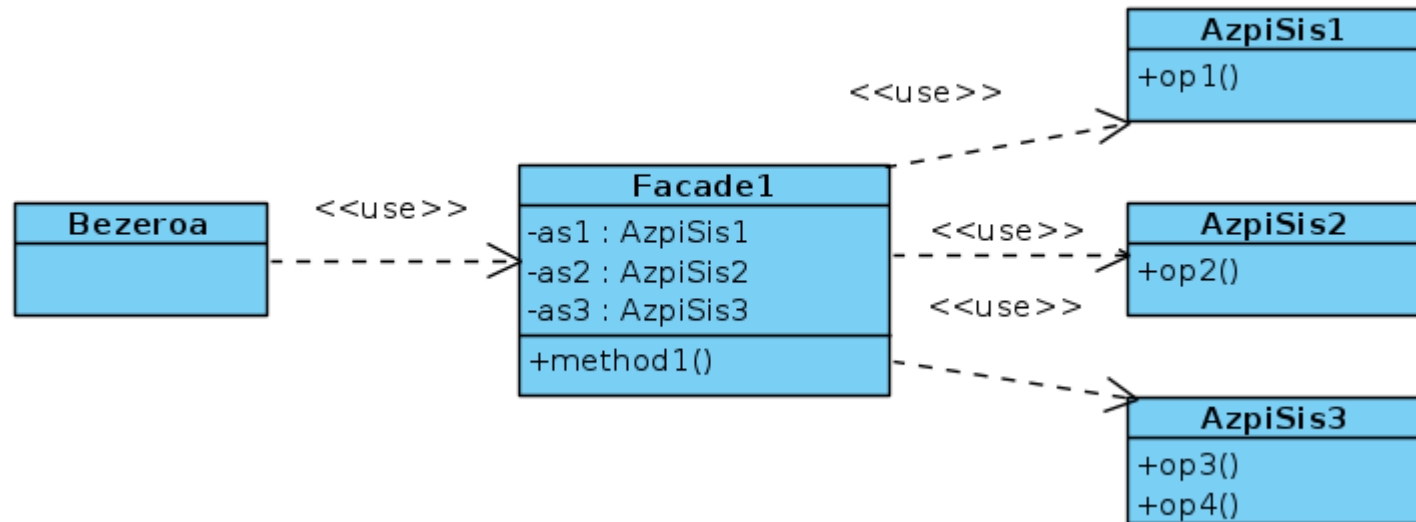 Bezeroa
<<use>>
Facade1
-as1 : AzpiSis1
-as2 : AzpiSis2
-as3 : AzpiSis3
+method1()
<<use>>
<<use>>
<<use>>
AzpiSis1
+op1()
AzpiSis2
+op2()
AzpiSis3
+op3()
+op4()